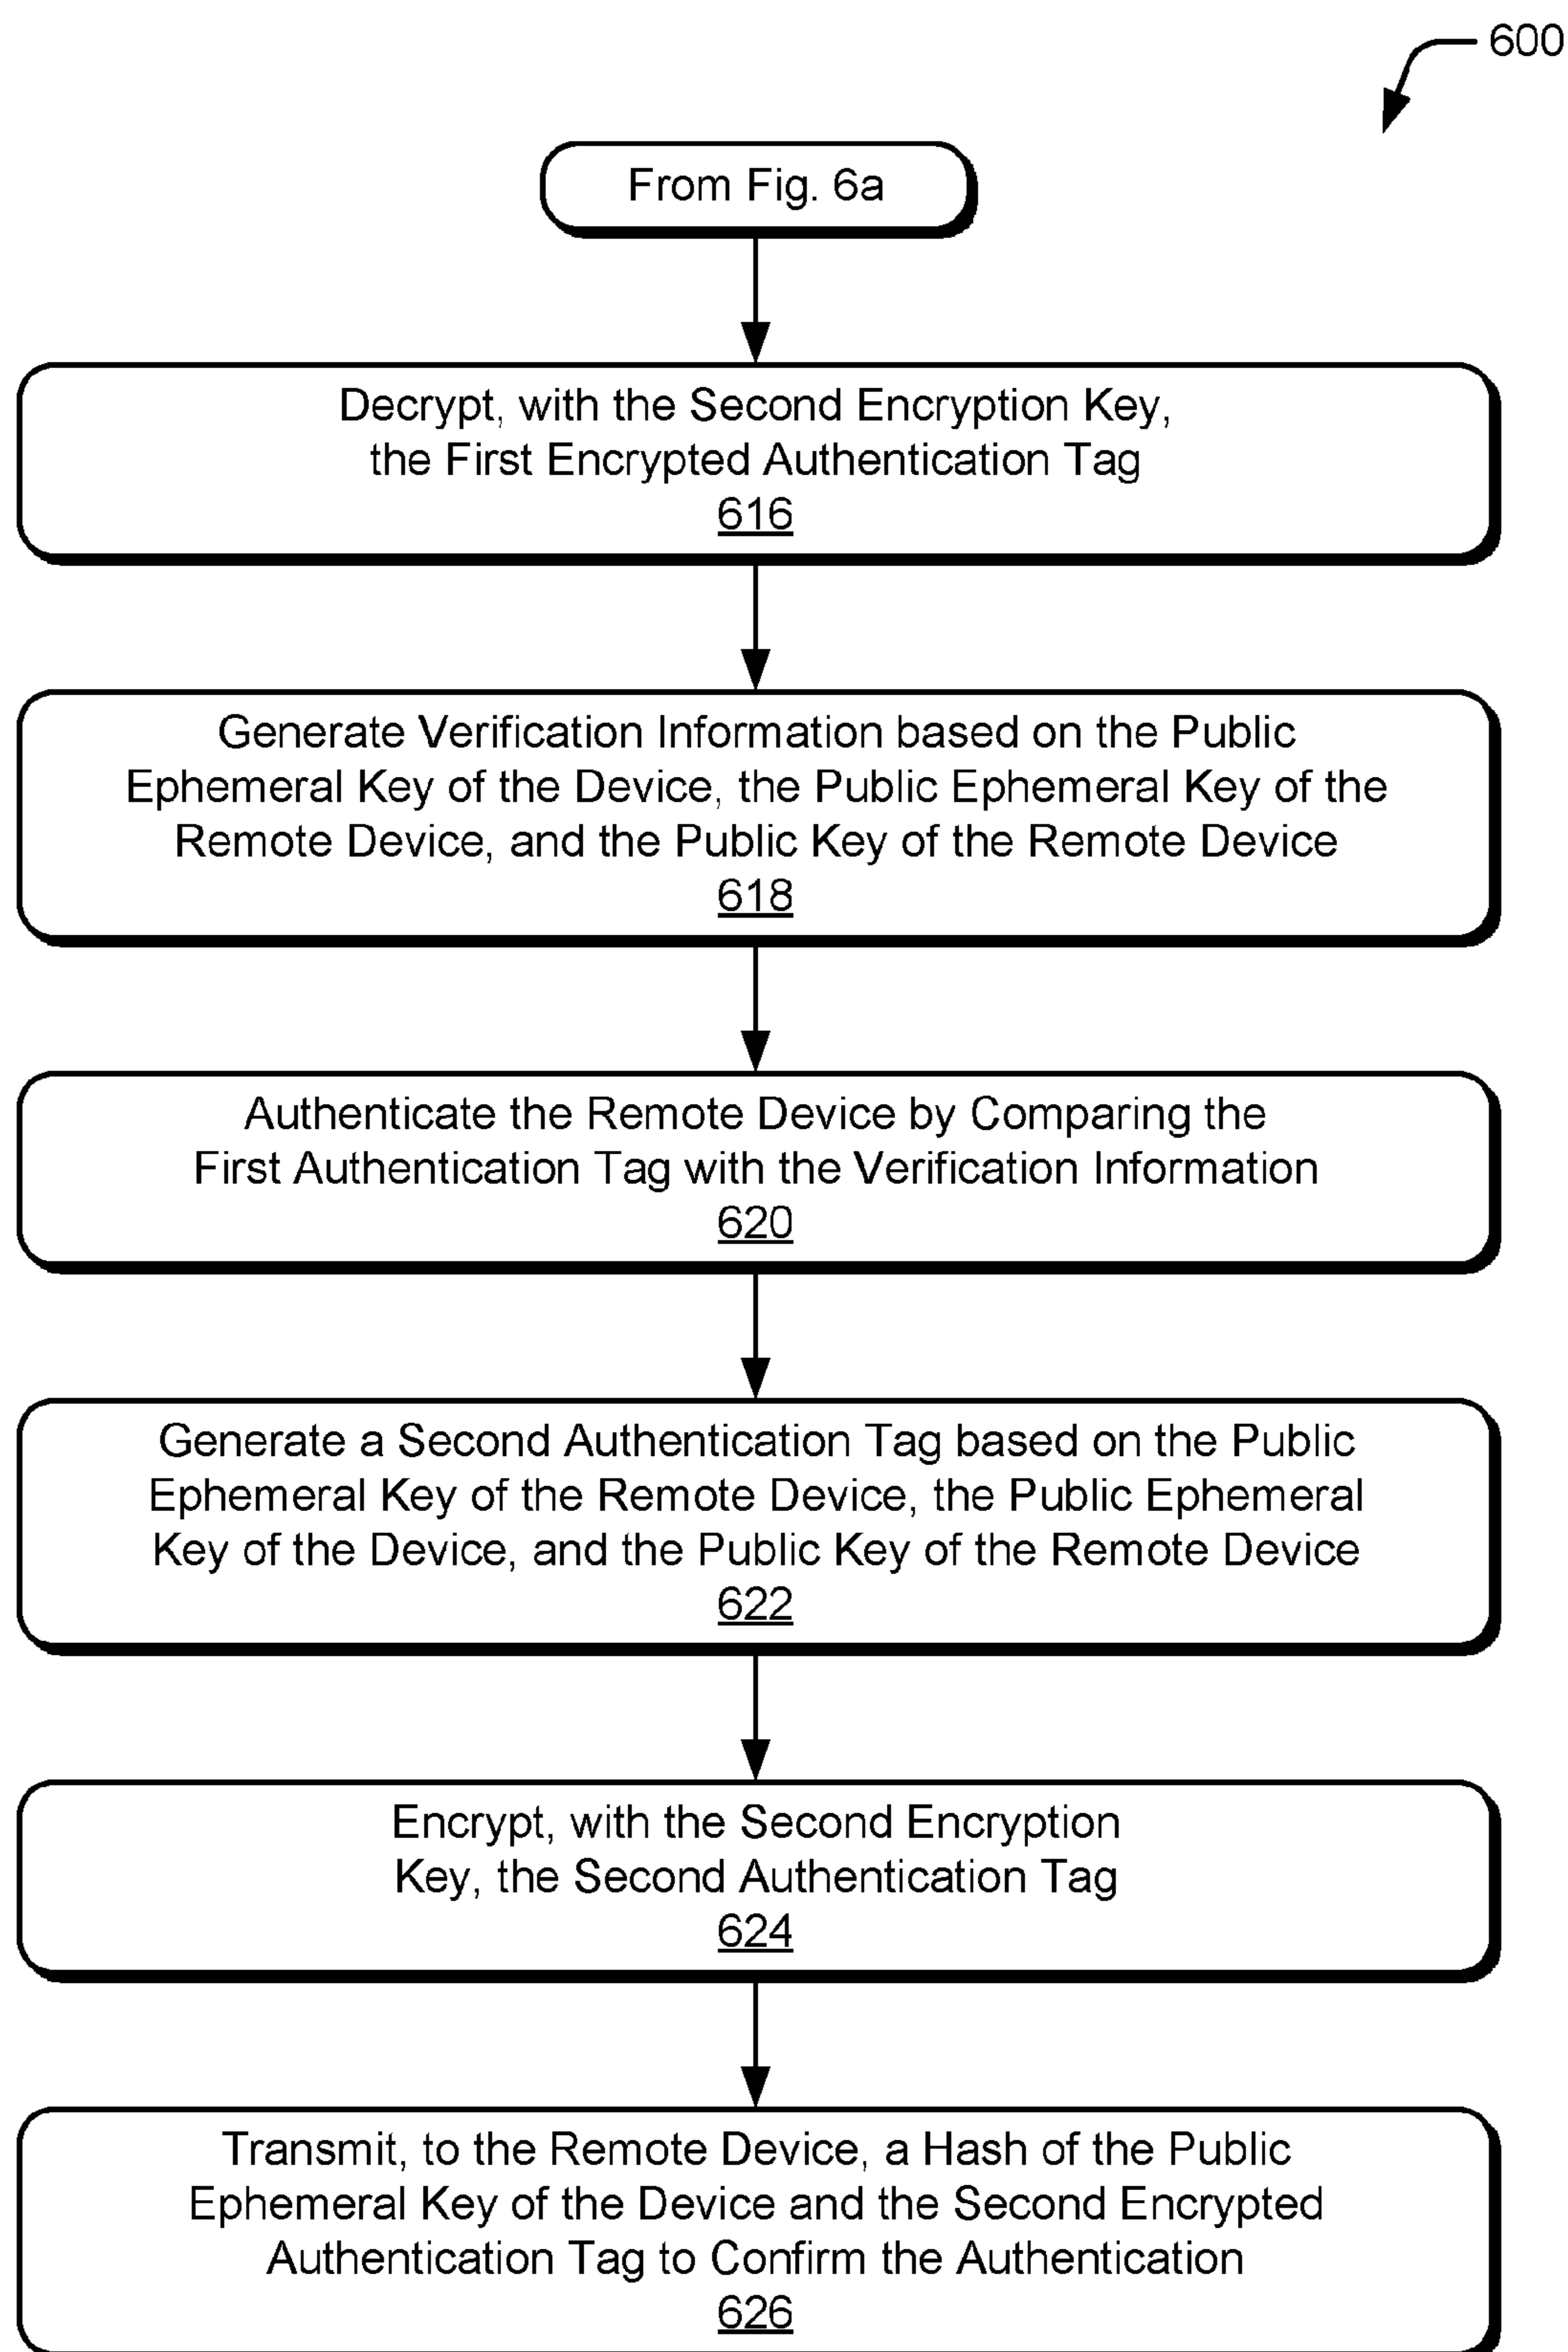 600
From Fig. 6a
Decrypt, with the Second Encryption Key,
the First Encrypted Authentication Tag
616
Generate Verification Information based on the Public
Ephemeral Key of the Device, the Public Ephemeral Key of the
Remote Device, and the Public Key of the Remote Device
618
Authenticate the Remote Device by Comparing the
First Authentication Tag with the Verification Information
620
Generate a Second Authentication Tag based on the Public
Ephemeral Key of the Remote Device, the Public Ephemeral
Key of the Device, and the Public Key of the Remote Device
622
Encrypt, with the Second Encryption
Key, the Second Authentication Tag
624
Transmit, to the Remote Device, a Hash of the Public
Ephemeral Key of the Device and the Second Encrypted
Authentication Tag to Confirm the Authentication
626